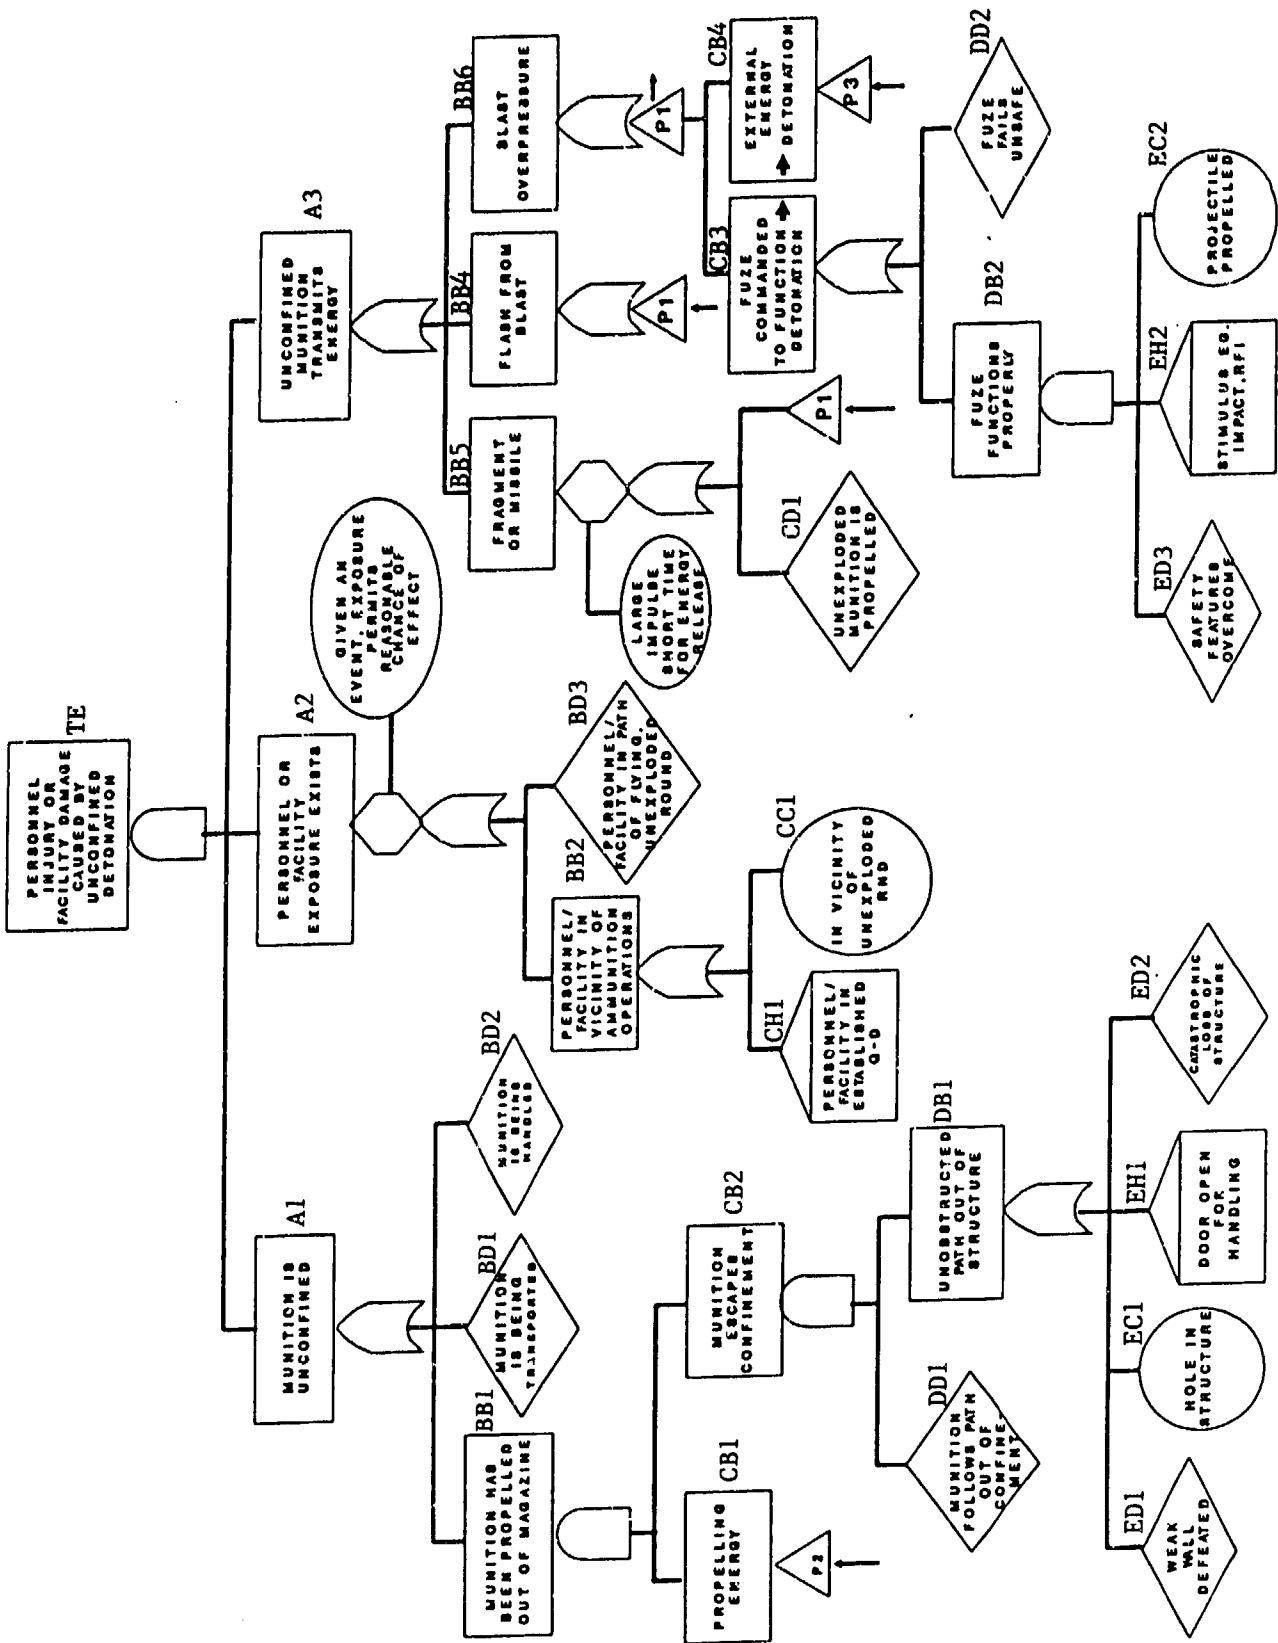 TE
PERSONNEL
INJURY OR
FACILITY DAMAGE
CAUSED BY
UNCONFINED
DETONATION
A1
MUNITION IS
UNCONFINED
A2
PERSONNEL OR
FACILITY
EXPOSURE EXISTS
GIVEN AN
EVENT, EXPOSURE
PERMITS
REASONABLE
CHANCE OF
EFFECT
A3
UNCONFINED
MUNITION
TRANSMITS
ENERGY
BB1
MUNITION HAS
BEEN PROPELLED
OUT OF MAGAZINE
BD1
MUNITION
IS BEING
TRANSPORTES
BD2
MUNITION
IS BEING
HANDLES
BB2
PERSONNEL/
FACILITY IN
VICINITY OF
AMMUNITION
OPERATIONS
BD3
PERSONNEL/
FACILITY IN PATH
OF FLYING,
UNEXPLODED
ROUND
BB5
FRAGMENT
OR MISSILE
LARGE
IMPULSE
SHORT TIME
FOR ENERGY
RELEASE
BB4
FLASH FROM
BLAST
P1
BB6
BLAST
OVERPRESSURE
P1
CB1
PROPELLING
ENERGY
P2
CB2
MUNITION
ESCAPES
CONFINEMENT
CH1
PERSONNEL/
FACILITY IN
ESTABLISHED
Q-D
CC1
IN VICINITY
OF
UNEXPLODED
RND
CD1
UNEXPLODED
MUNITION IS
PROPELLED
P1
CB3
FUZE
COMMANDED
TO FUNCTION →
DETONATION
CB4
EXTERNAL
ENERGY
→ DETONATION
P3
DD1
MUNITION
FOLLOWS PATH
OUT OF
CONFINE-
MENT
DB1
UNOBSTRUCTED
PATH OUT OF
STRUCTURE
DB2
FUZE
FUNCTIONS
PROPERLY
DD2
FUZE
FAILS
UNSAFE
ED1
WEAK
WALL
DEFEATED
EC1
HOLE IN
STRUCTURE
EH1
DOOR OPEN
FOR
HANDLING
ED2
CATASTROPHIC
LOSS OF
STRUCTURE
ED3
SAFETY
FEATURES
OVERCOME
EH2
STIMULUS EG.
IMPACT,RFI
EC2
PROJECTILE
PROPELLED